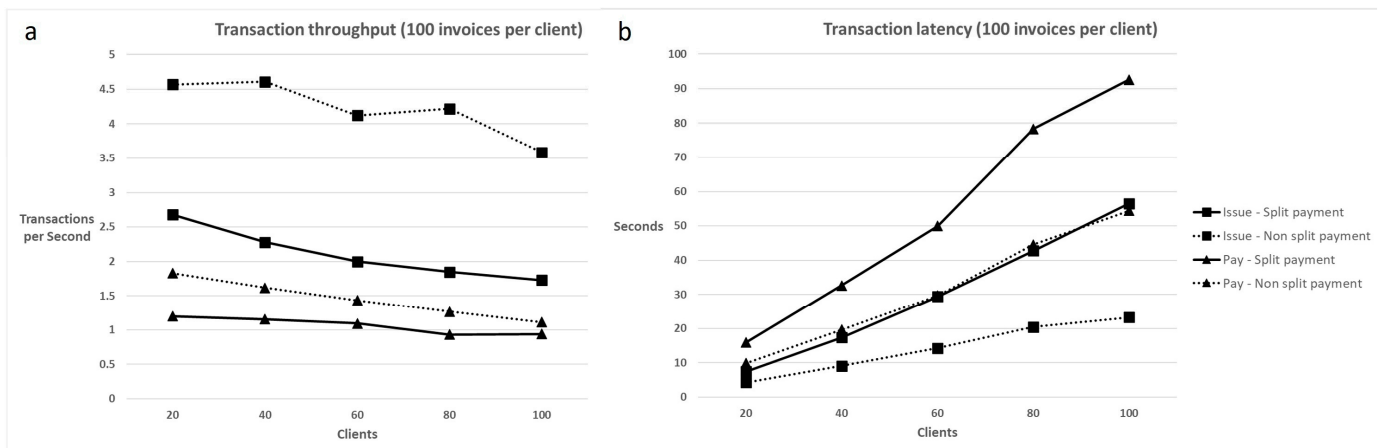 a
Transaction throughput (100 invoices per client)
5
4.5
4
3.5
3
2.5
2
1.5
1
0.5
0
Transactions
per Second
20 40 60 80 100
Clients
b
Transaction latency (100 invoices per client)
100
90
80
70
60
50
40
30
20
10
0
Seconds
20 40 60 80 100
Clients
Issue - Split payment
Issue - Non split payment
Pay - Split payment
Pay - Non split payment